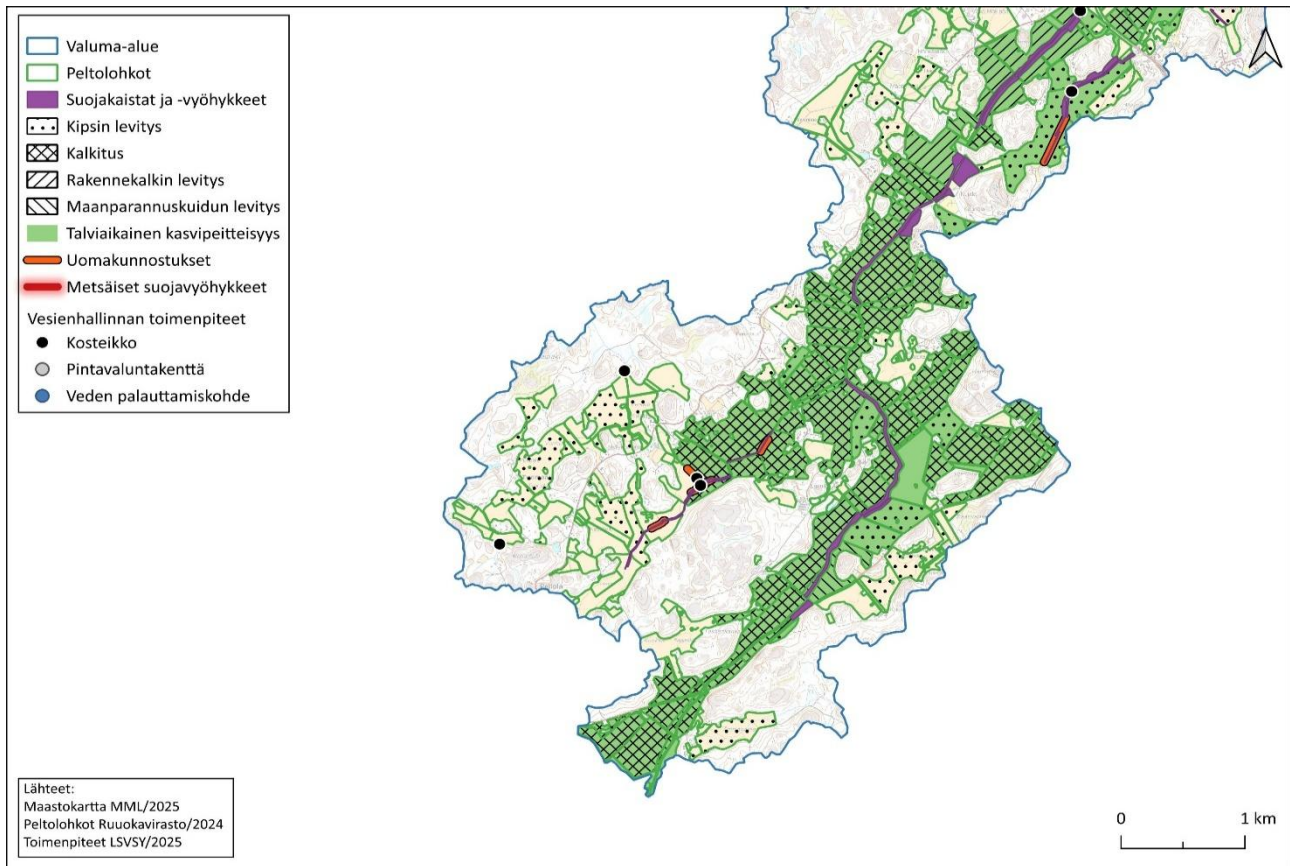 Valuma-alue
Peltolohkot
Suojakaistat ja -vyöhykkeet
Kipsin levitys
Kalkitus
Rakennekalkin levitys
Maanparannuskuidun levitys
Talviaikainen kasvipeitteisyys
Uomakunnostukset
Metsäiset suojavyöhykkeet
Vesienhallinnan toimenpiteet
Kosteikko
Pintavaluntakenttä
Veden palauttamiskohde
Lähteet:
Maastokartta MML/2025
Peltolohkot Ruuokavirasto/2024
Toimenpiteet LSVSY/2025
0 1 km